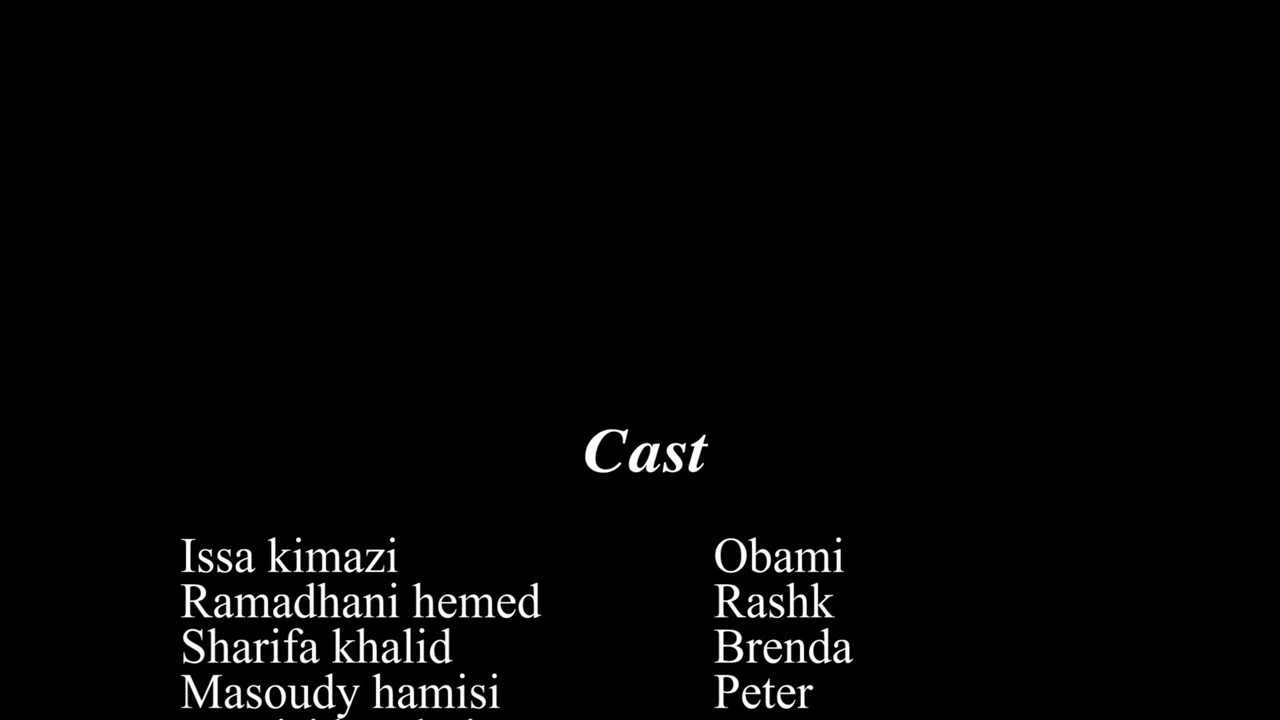 Cast
Issa kimazi Obami
Ramadhani hemed Rashk
Sharifa khalid Brenda
Masoudy hamisi Peter